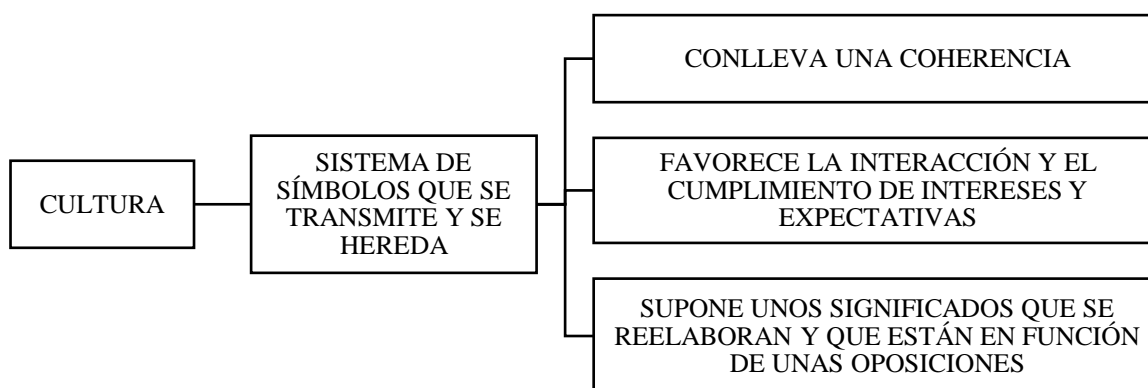 CULTURA
SISTEMA DE
SÍMBOLOS QUE SE
TRANSMITE Y SE
HEREDA
CONLLEVA UNA COHERENCIA
FAVORECE LA INTERACCIÓN Y EL
CUMPLIMIENTO DE INTERESES Y
EXPECTATIVAS
SUPONE UNOS SIGNIFICADOS QUE SE
REELABORAN Y QUE ESTÁN EN FUNCIÓN
DE UNAS OPOSICIONES